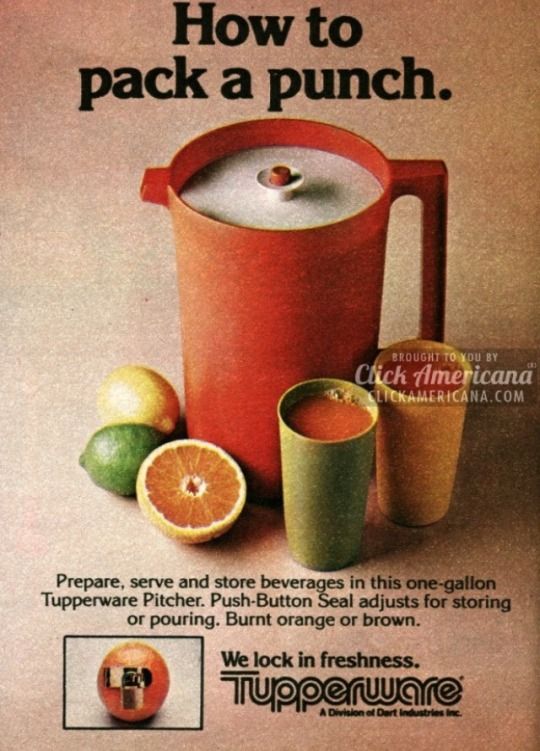 How to
pack a punch.
BROUGHT TO YOU BY
Click Americana®
CLICKAMERICANA.COM
Prepare, serve and store beverages in this one-gallon
Tupperware Pitcher. Push-Button Seal adjusts for storing
or pouring. Burnt orange or brown.
We lock in freshness.
Tupperware®
A Division of Dart Industries Inc.